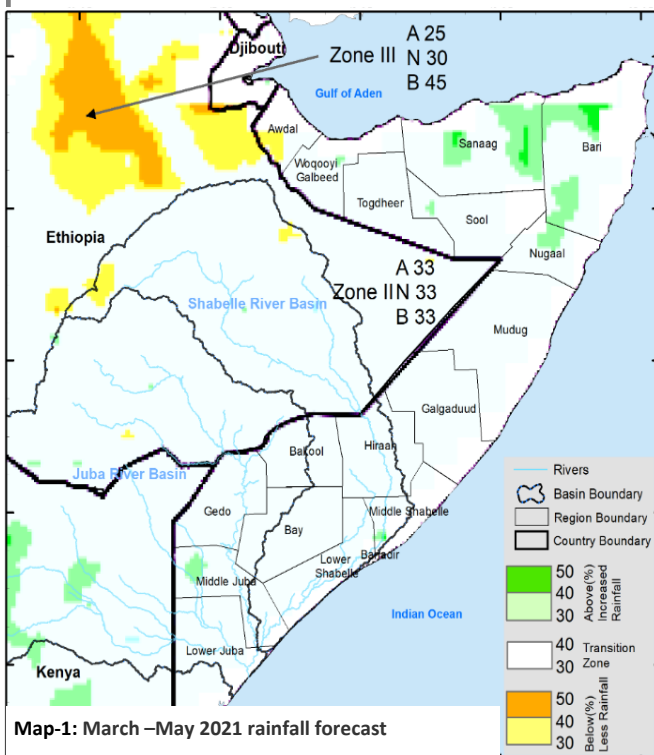 Djibouti
Zone III
A 25
N 30
B 45
Gulf of Aden
Awdal
Woqooyi
Galbeed
Togdheer
Sanaag
Bari
Sool
Nugaal
Ethiopia
Shabelle River Basin
A 33
Zone II N 33
B 33
Mudug
Galgaduud
Hiraan
Bakool
Juba River Basin
Gedo
Bay
Middle Shabelle
Banadir
Lower
Shabelle
Middle Juba
Lower Juba
Indian Ocean
Kenya
Rivers
Basin Boundary
Region Boundary
Country Boundary
50
40
30
Above(%)
Increased
Rainfall
40
30
Transition
Zone
50
40
30
Below(%)
Less Rainfall
Map-1: March –May 2021 rainfall forecast